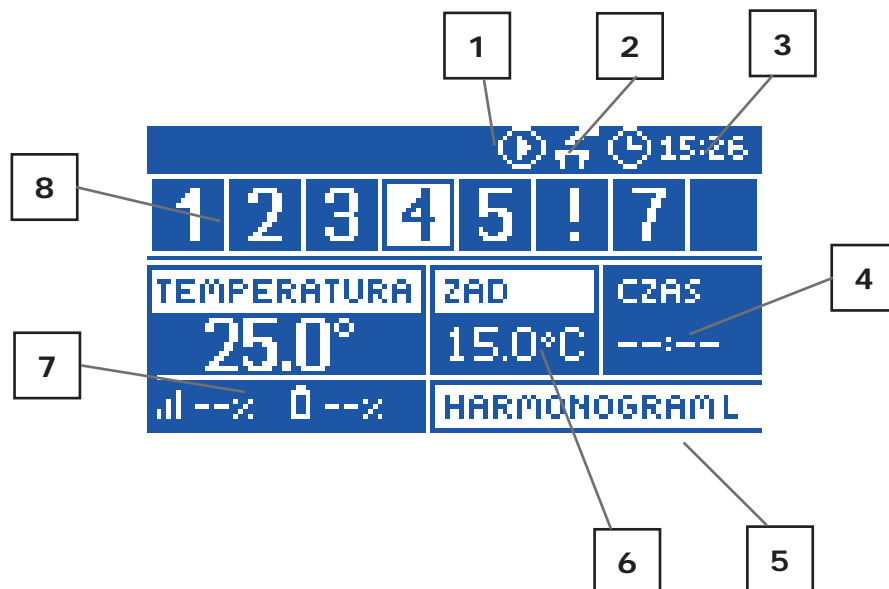 1 2 3
15:26
8
1 2 3 4 5 ! 7
TEMPERATURA ZAD CZAS
4
25.0° 15.0°C --:--
7
--% --% HARMONOGRAM L
6 5